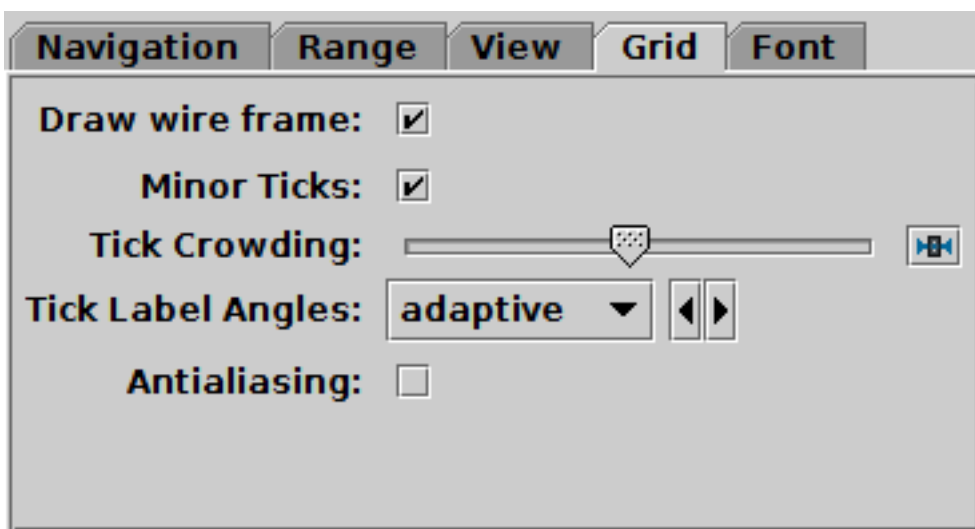 Navigation Range View Grid Font
Draw wire frame:
Minor Ticks:
Tick Crowding:
Tick Label Angles: adaptive
Antialiasing: